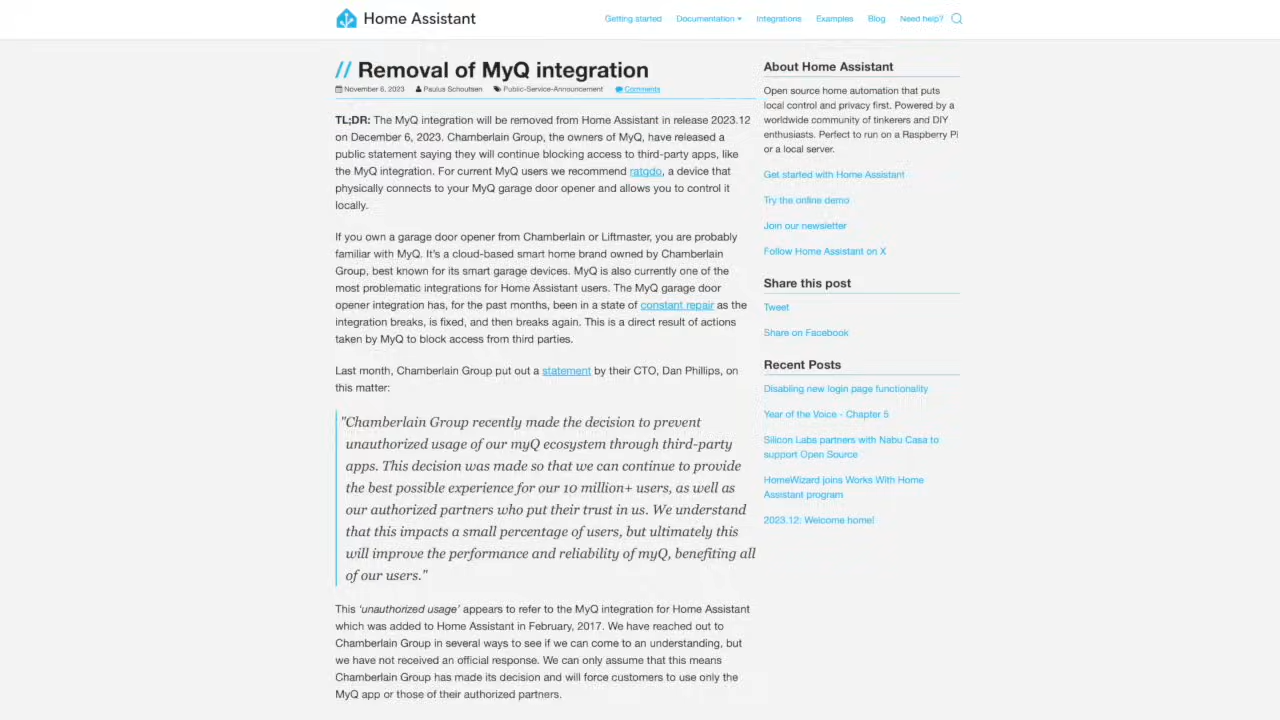 Home Assistant
Getting started Documentation Integrations Examples Blog Need help?
// Removal of MyQ integration
November 6, 2023 Paulus Schoutsen Public-Service-Announcement Comments
TL;DR: The MyQ integration will be removed from Home Assistant in release 2023.12
on December 6, 2023. Chamberlain Group, the owners of MyQ, have released a
public statement saying they will continue blocking access to third-party apps, like
the MyQ integration. For current MyQ users we recommend ratgdo, a device that
physically connects to your MyQ garage door opener and allows you to control it
locally.
If you own a garage door opener from Chamberlain or Liftmaster, you are probably
familiar with MyQ. It's a cloud-based smart home brand owned by Chamberlain
Group, best known for its smart garage devices. MyQ is also currently one of the
most problematic integrations for Home Assistant users. The MyQ garage door
opener integration has, for the past months, been in a state of constant repair as the
integration breaks, is fixed, and then breaks again. This is a direct result of actions
taken by MyQ to block access from third parties.
Last month, Chamberlain Group put out a statement by their CTO, Dan Phillips, on
this matter:
"Chamberlain Group recently made the decision to prevent
unauthorized usage of our myQ ecosystem through third-party
apps. This decision was made so that we can continue to provide
the best possible experience for our 10 million+ users, as well as
our authorized partners who put their trust in us. We understand
that this impacts a small percentage of users, but ultimately this
will improve the performance and reliability of myQ, benefiting all
of our users."
This 'unauthorized usage' appears to refer to the MyQ integration for Home Assistant
which was added to Home Assistant in February, 2017. We have reached out to
Chamberlain Group in several ways to see if we can come to an understanding, but
we have not received an official response. We can only assume that this means
Chamberlain Group has made its decision and will force customers to use only the
MyQ app or those of their authorized partners.
About Home Assistant
Open source home automation that puts
local control and privacy first. Powered by a
worldwide community of tinkerers and DIY
enthusiasts. Perfect to run on a Raspberry Pi
or a local server.
Get started with Home Assistant
Try the online demo
Join our newsletter
Follow Home Assistant on X
Share this post
Tweet
Share on Facebook
Recent Posts
Disabling new login page functionality
Year of the Voice - Chapter 5
Silicon Labs partners with Nabu Casa to
support Open Source
HomeWizard joins Works With Home
Assistant program
2023.12: Welcome home!